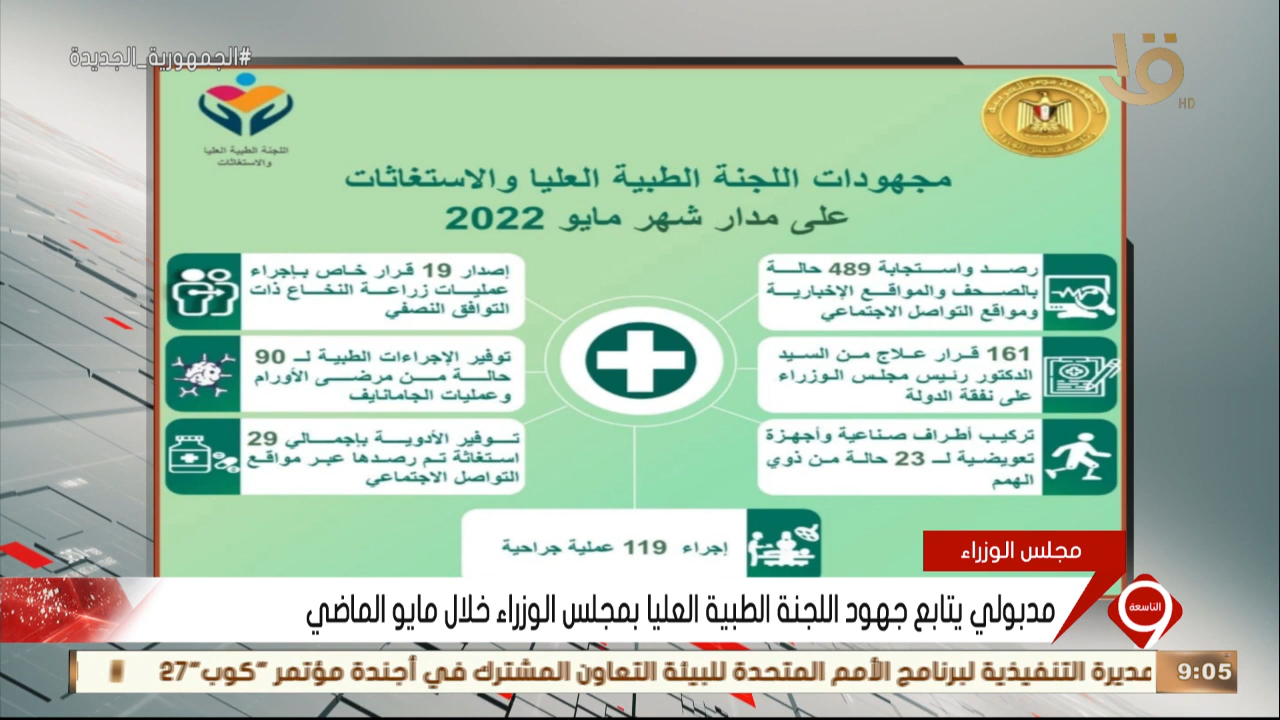 #الجمهورية_الجديدة
HD
اللجنة الطبية العليا
والاستغاثات
مجهودات اللجنة الطبية العليا والاستغاثات
على مدار شهر مايو 2022
رصد واستجابة 489 حالة
بالصحف والمواقع الإخبارية
ومواقع التواصل الاجتماعي
161 قرار علاج من السيد
الدكتور رئيس مجلس الوزراء
على نفقة الدولة
تركيب أطراف صناعية وأجهزة
تعويضية لـ 23 حالة من ذوي
الهمم
إصدار 19 قرار خاص بإجراء
عمليات زراعة النخاع ذات
التوافق النصفي
توفير الإجراءات الطبية لـ 90
حالة من مرضى الأورام
وعمليات الجامانايف
توفير الأدوية بإجمالي 29
استغاثة تم رصدها عبر مواقع
التواصل الاجتماعي
إجراء 119 عملية جراحية
مجلس الوزراء
التاسعة
9
مدبولي يتابع جهود اللجنة الطبية العليا بمجلس الوزراء خلال مايو الماضي
مديرة التنفيذية لبرنامج الأمم المتحدة للبيئة التعاون المشترك في أجندة مؤتمر "كوب"27
9:05